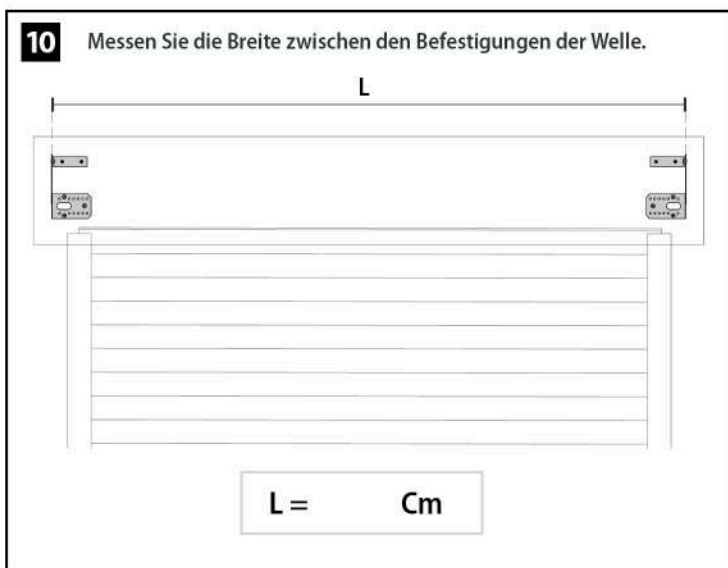 10 Messen Sie die Breite zwischen den Befestigungen der Welle.
L
L = Cm